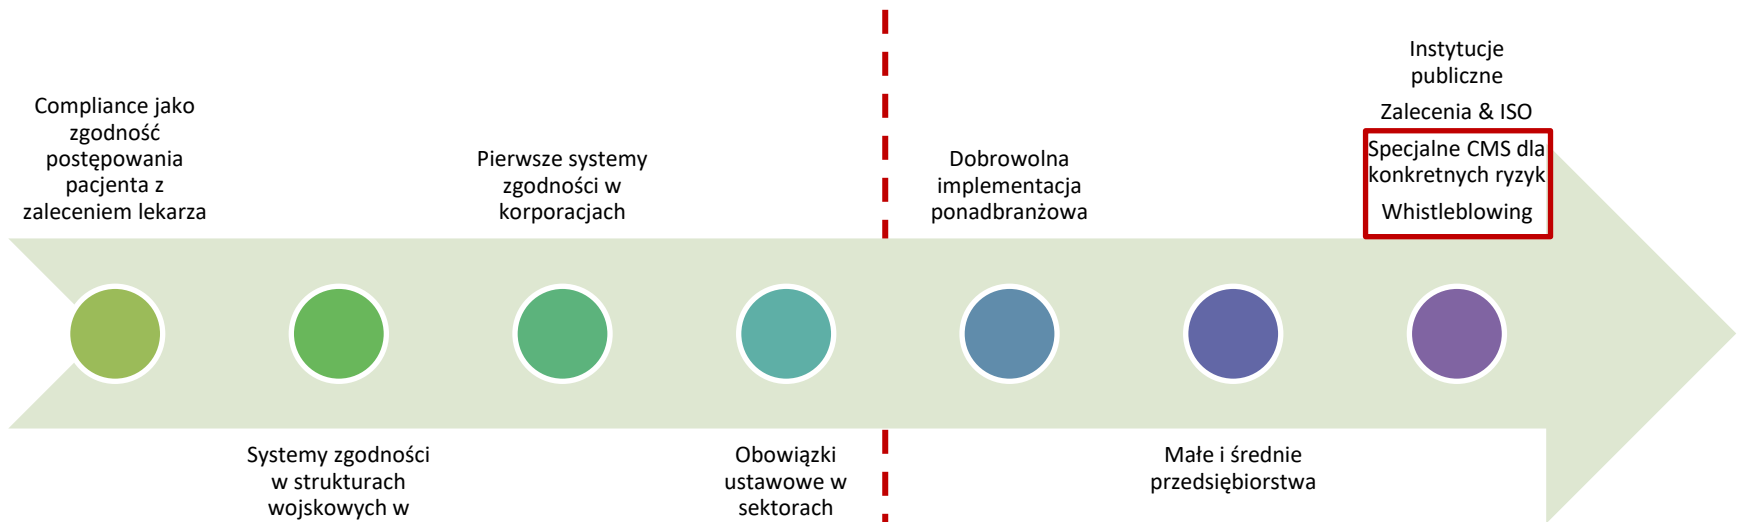 Compliance jako
zgodność
postępowania
pacjenta z
zaleceniem lekarza
Systemy zgodności
w strukturach
wojskowych w
Pierwsze systemy
zgodności w
korporacjach
Obowiązki
ustawowe w
sektorach
Dobrowolna
implementacja
ponadbranżowa
Małe i średnie
przedsiębiorstwa
Instytucje
publiczne
Zalecenia & ISO
Specjalne CMS dla
konkretnych ryzyk
Whistleblowing